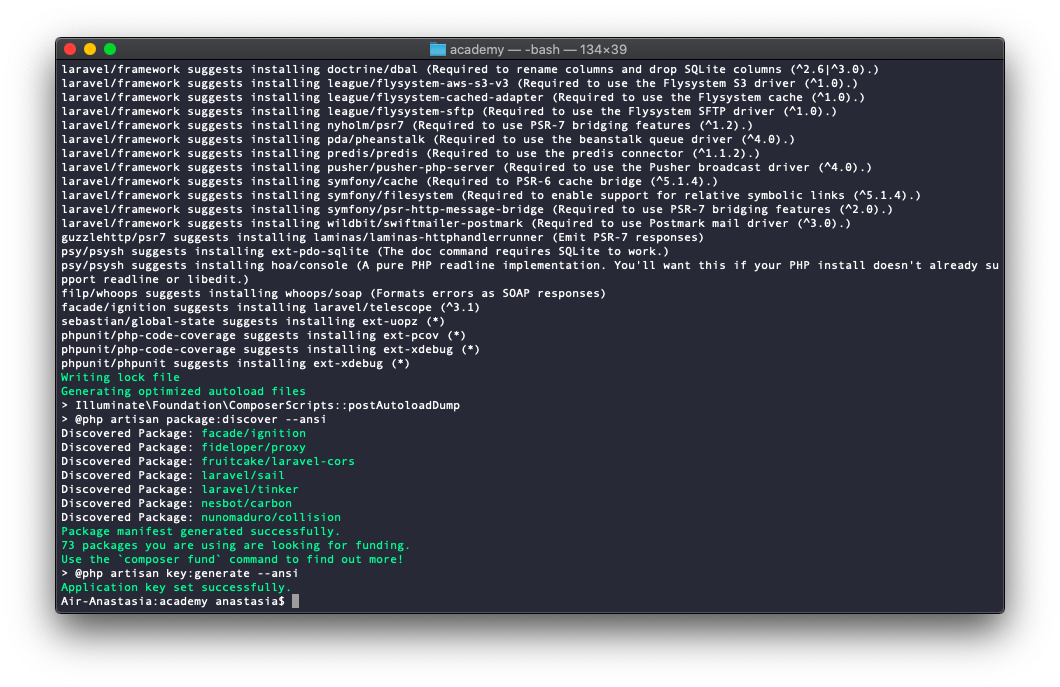 academy — -bash — 134×39
laravel/framework suggests installing doctrine/dbal (Required to rename columns and drop SQLite columns (^2.6|^3.0).)
laravel/framework suggests installing league/flysystem-aws-s3-v3 (Required to use the Flysystem S3 driver (^1.0).)
laravel/framework suggests installing league/flysystem-cached-adapter (Required to use the Flysystem cache (^1.0).)
laravel/framework suggests installing league/flysystem-sftp (Required to use the Flysystem SFTP driver (^1.0).)
laravel/framework suggests installing nyholm/psr7 (Required to use PSR-7 bridging features (^1.2).)
laravel/framework suggests installing pda/pheanstalk (Required to use the beanstalk queue driver (^4.0).)
laravel/framework suggests installing predis/predis (Required to use the predis connector (^1.1.2).)
laravel/framework suggests installing pusher/pusher-php-server (Required to use the Pusher broadcast driver (^4.0).)
laravel/framework suggests installing symfony/cache (Required to PSR-6 cache bridge (^5.1.4).)
laravel/framework suggests installing symfony/filesystem (Required to enable support for relative symbolic links (^5.1.4).)
laravel/framework suggests installing symfony/psr-http-message-bridge (Required to use PSR-7 bridging features (^2.0).)
laravel/framework suggests installing wildbit/swiftmailer-postmark (Required to use Postmark mail driver (^3.0).)
guzzlehttp/psr7 suggests installing laminas/laminas-httphandlerrunner (Emit PSR-7 responses)
psy/psysh suggests installing ext-pdo-sqlite (The doc command requires SQLite to work.)
psy/psysh suggests installing hoa/console (A pure PHP readline implementation. You'll want this if your PHP install doesn't already su
pport readline or libedit.)
filp/whoops suggests installing whoops/soap (Formats errors as SOAP responses)
facade/ignition suggests installing laravel/telescope (^3.1)
sebastian/global-state suggests installing ext-uopz (*)
phpunit/php-code-coverage suggests installing ext-pcov (*)
phpunit/php-code-coverage suggests installing ext-xdebug (*)
phpunit/phpunit suggests installing ext-xdebug (*)
Writing lock file
Generating optimized autoload files
> Illuminate\Foundation\ComposerScripts::postAutoloadDump
> @php artisan package:discover --ansi
Discovered Package: facade/ignition
Discovered Package: fideloper/proxy
Discovered Package: fruitcake/laravel-cors
Discovered Package: laravel/sail
Discovered Package: laravel/tinker
Discovered Package: nesbot/carbon
Discovered Package: nunomaduro/collision
Package manifest generated successfully.
73 packages you are using are looking for funding.
Use the `composer fund` command to find out more!
> @php artisan key:generate --ansi
Application key set successfully.
Air-Anastasia:academy anastasia$